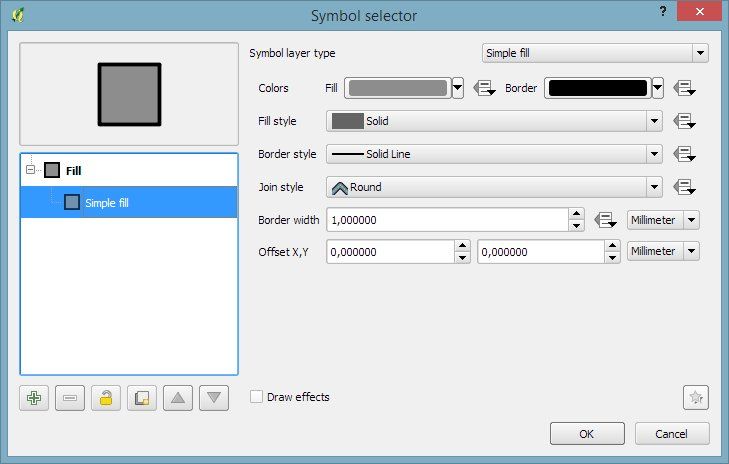 Symbol selector
?
Symbol layer type
Simple fill
Colors
Fill
Border
Fill
Simple fill
Fill style
Solid
Border style
Solid Line
Join style
Round
Border width
1,000000
Millimeter
Offset X,Y
0,000000
0,000000
Millimeter
Draw effects
OK
Cancel